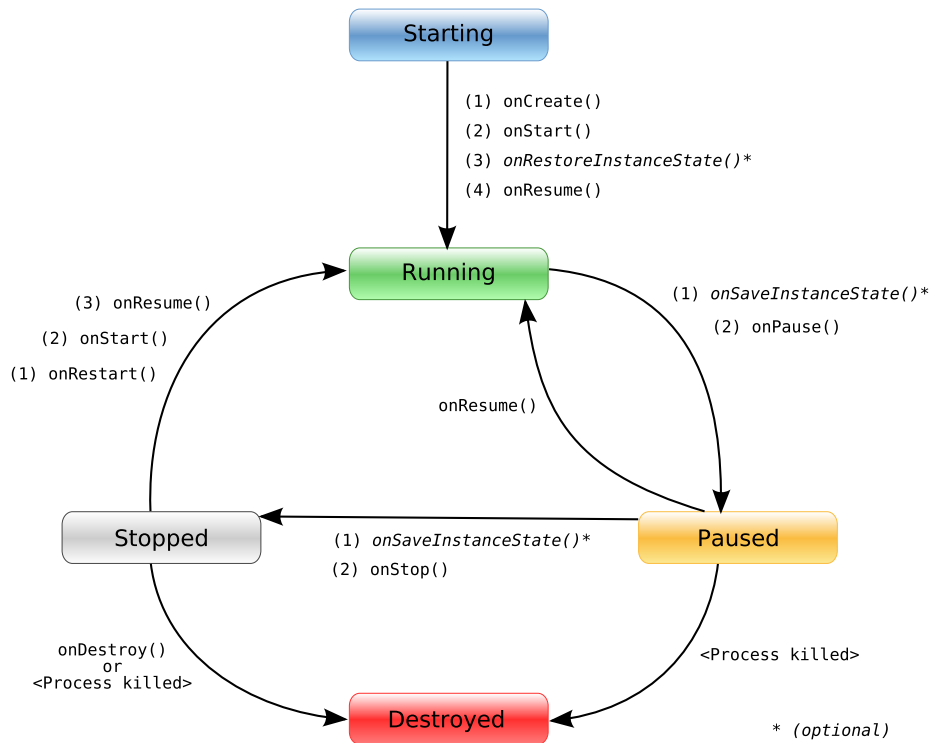 Starting
(1) onCreate()
(2) onStart()
(3) onRestoreInstanceState()*
(4) onResume()
Running
(1) onSaveInstanceState()*
(2) onPause()
(3) onResume()
(2) onStart()
(1) onRestart()
onResume()
Stopped
Paused
(1) onSaveInstanceState()*
(2) onStop()
onDestroy()
or
<Process killed>
<Process killed>
Destroyed
* (optional)